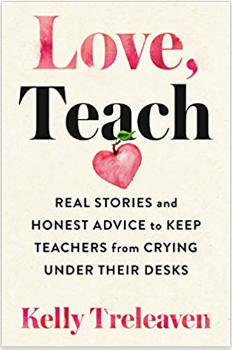 Love,
Teach
REAL STORIES and
HONEST ADVICE to KEEP
TEACHERS from CRYING
UNDER THEIR DESKS
Kelly Treleaven